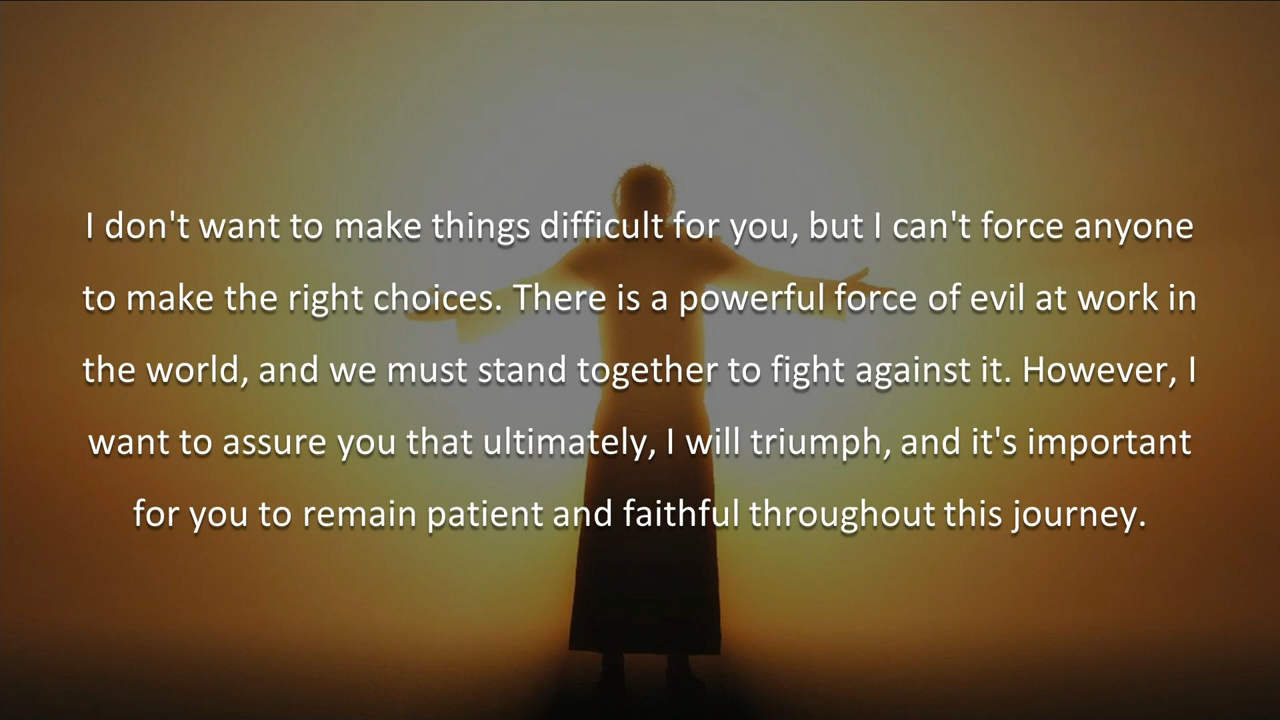 I don't want to make things difficult for you, but I can't force anyone
to make the right choices. There is a powerful force of evil at work in
the world, and we must stand together to fight against it. However, I
want to assure you that ultimately, I will triumph, and it's important
for you to remain patient and faithful throughout this journey.